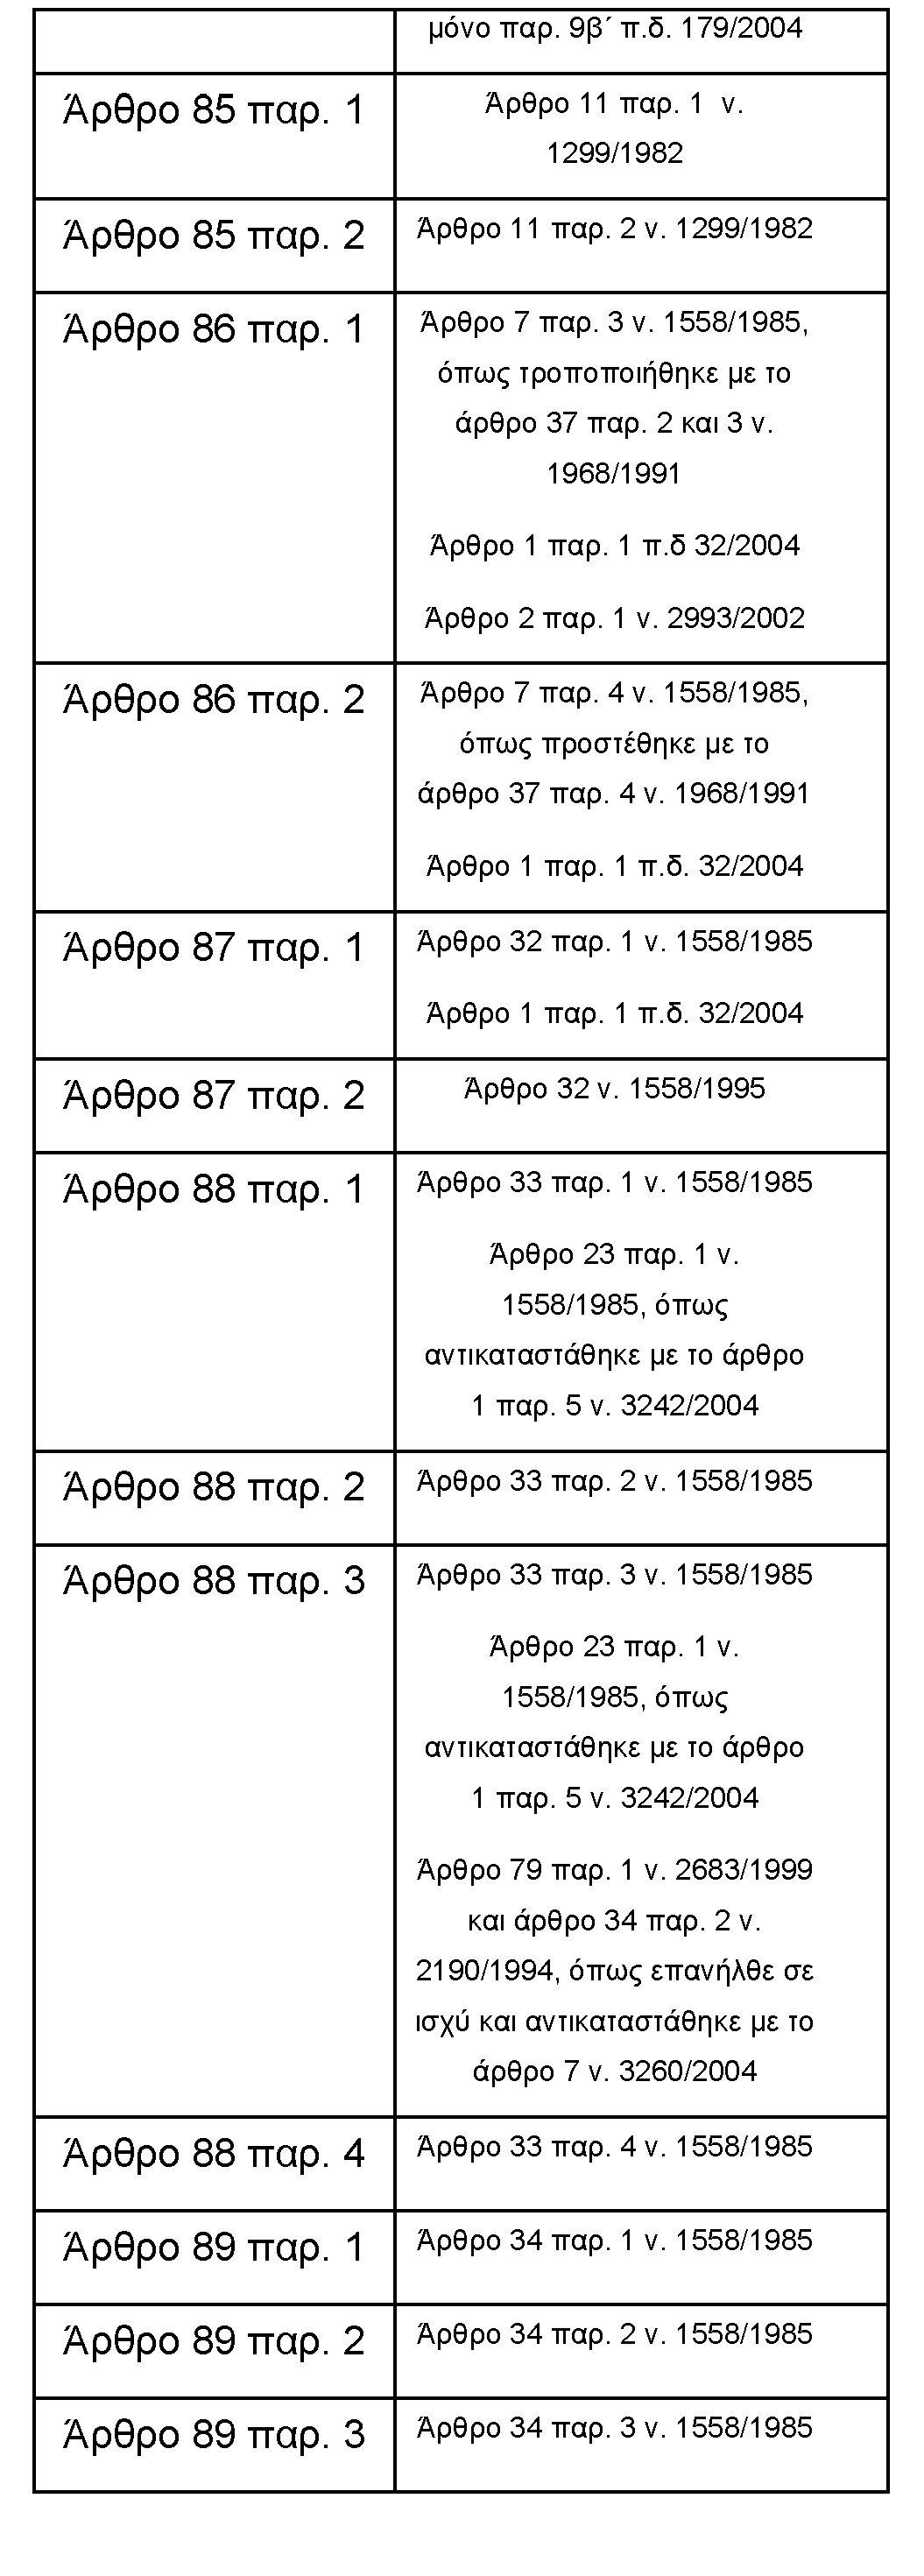 μόνο παρ. 9β΄ π.δ. 179/2004
Άρθρο 85 παρ. 1
Άρθρο 11 παρ. 1 ν.
1299/1982
Άρθρο 85 παρ. 2
Άρθρο 11 παρ. 2 ν. 1299/1982
Άρθρο 86 παρ. 1
Άρθρο 7 παρ. 3 ν. 1558/1985,
όπως τροποποιήθηκε με το
άρθρο 37 παρ. 2 και 3 ν.
1968/1991
Άρθρο 1 παρ. 1 π.δ 32/2004
Άρθρο 2 παρ. 1 ν. 2993/2002
Άρθρο 86 παρ. 2
Άρθρο 7 παρ. 4 ν. 1558/1985,
όπως προστέθηκε με το
άρθρο 37 παρ. 4 ν. 1968/1991
Άρθρο 1 παρ. 1 π.δ. 32/2004
Άρθρο 87 παρ. 1
Άρθρο 32 παρ. 1 ν. 1558/1985
Άρθρο 1 παρ. 1 π.δ. 32/2004
Άρθρο 87 παρ. 2
Άρθρο 32 ν. 1558/1995
Άρθρο 88 παρ. 1
Άρθρο 33 παρ. 1 ν. 1558/1985
Άρθρο 23 παρ. 1 ν.
1558/1985, όπως
αντικαταστάθηκε με το άρθρο
1 παρ. 5 ν. 3242/2004
Άρθρο 88 παρ. 2
Άρθρο 33 παρ. 2 ν. 1558/1985
Άρθρο 88 παρ. 3
Άρθρο 33 παρ. 3 ν. 1558/1985
Άρθρο 23 παρ. 1 ν.
1558/1985, όπως
αντικαταστάθηκε με το άρθρο
1 παρ. 5 ν. 3242/2004
Άρθρο 79 παρ. 1 ν. 2683/1999
και άρθρο 34 παρ. 2 ν.
2190/1994, όπως επανήλθε σε
ισχύ και αντικαταστάθηκε με το
άρθρο 7 ν. 3260/2004
Άρθρο 88 παρ. 4
Άρθρο 33 παρ. 4 ν. 1558/1985
Άρθρο 89 παρ. 1
Άρθρο 34 παρ. 1 ν. 1558/1985
Άρθρο 89 παρ. 2
Άρθρο 34 παρ. 2 ν. 1558/1985
Άρθρο 89 παρ. 3
Άρθρο 34 παρ. 3 ν. 1558/1985